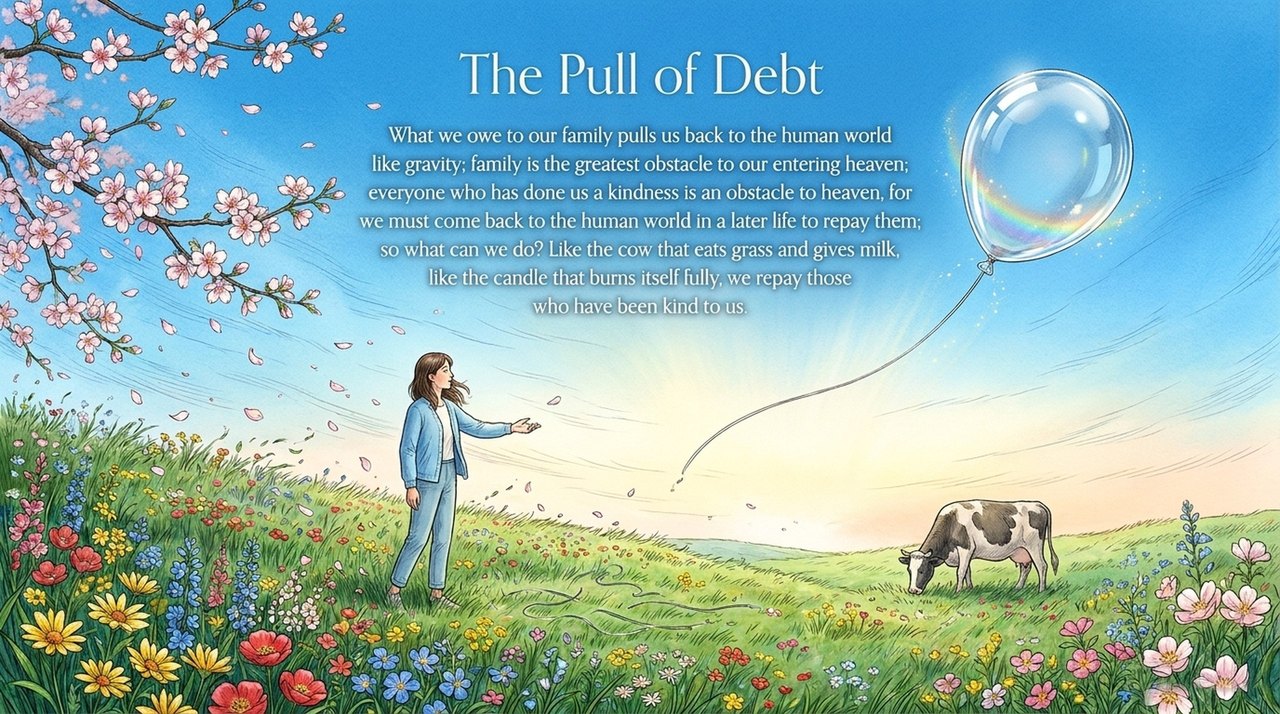 The Pull of Debt
What we owe to our family pulls us back to the human world
like gravity; family is the greatest obstacle to our entering heaven;
everyone who has done us a kindness is an obstacle to heaven, for
we must come back to the human world in a later life to repay them;
so what can we do? Like the cow that eats grass and gives milk,
like the candle that burns itself fully, we repay those
who have been kind to us.